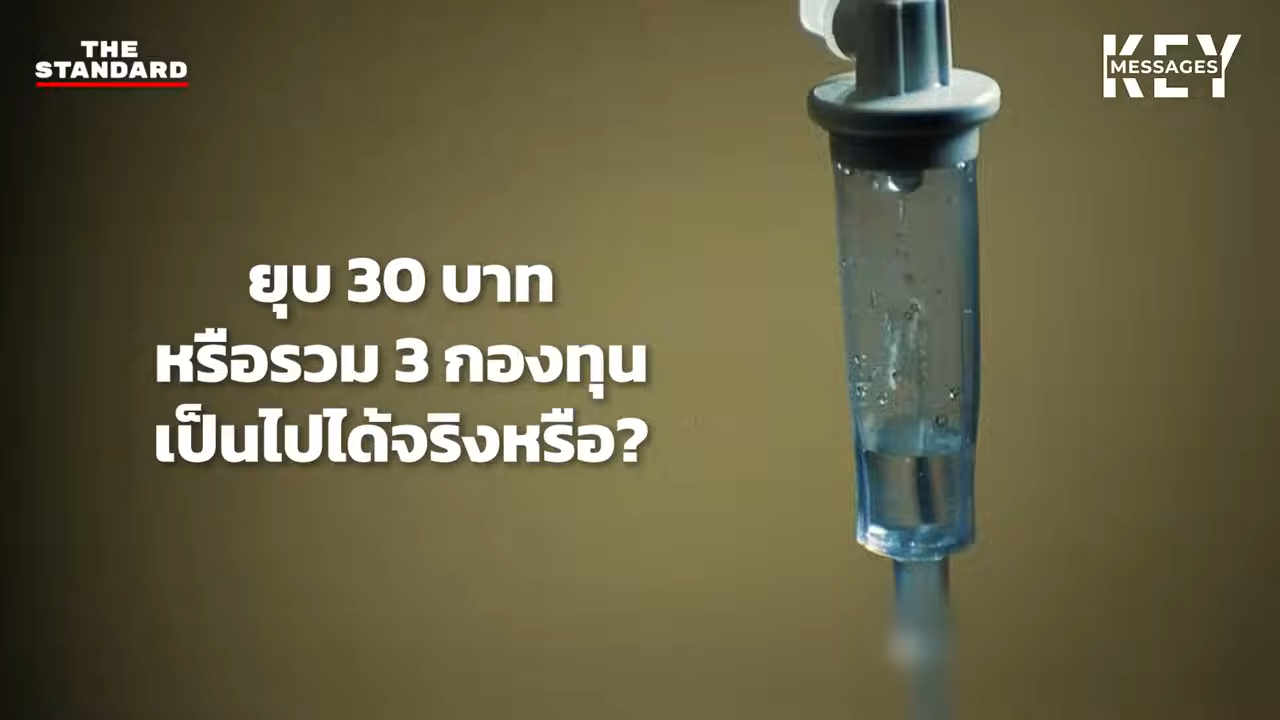 THE
STANDARD
KEY
MESSAGES
ยุบ 30 บาท
หรือรวม 3 กองทุน
เป็นไปได้จริงหรือ?